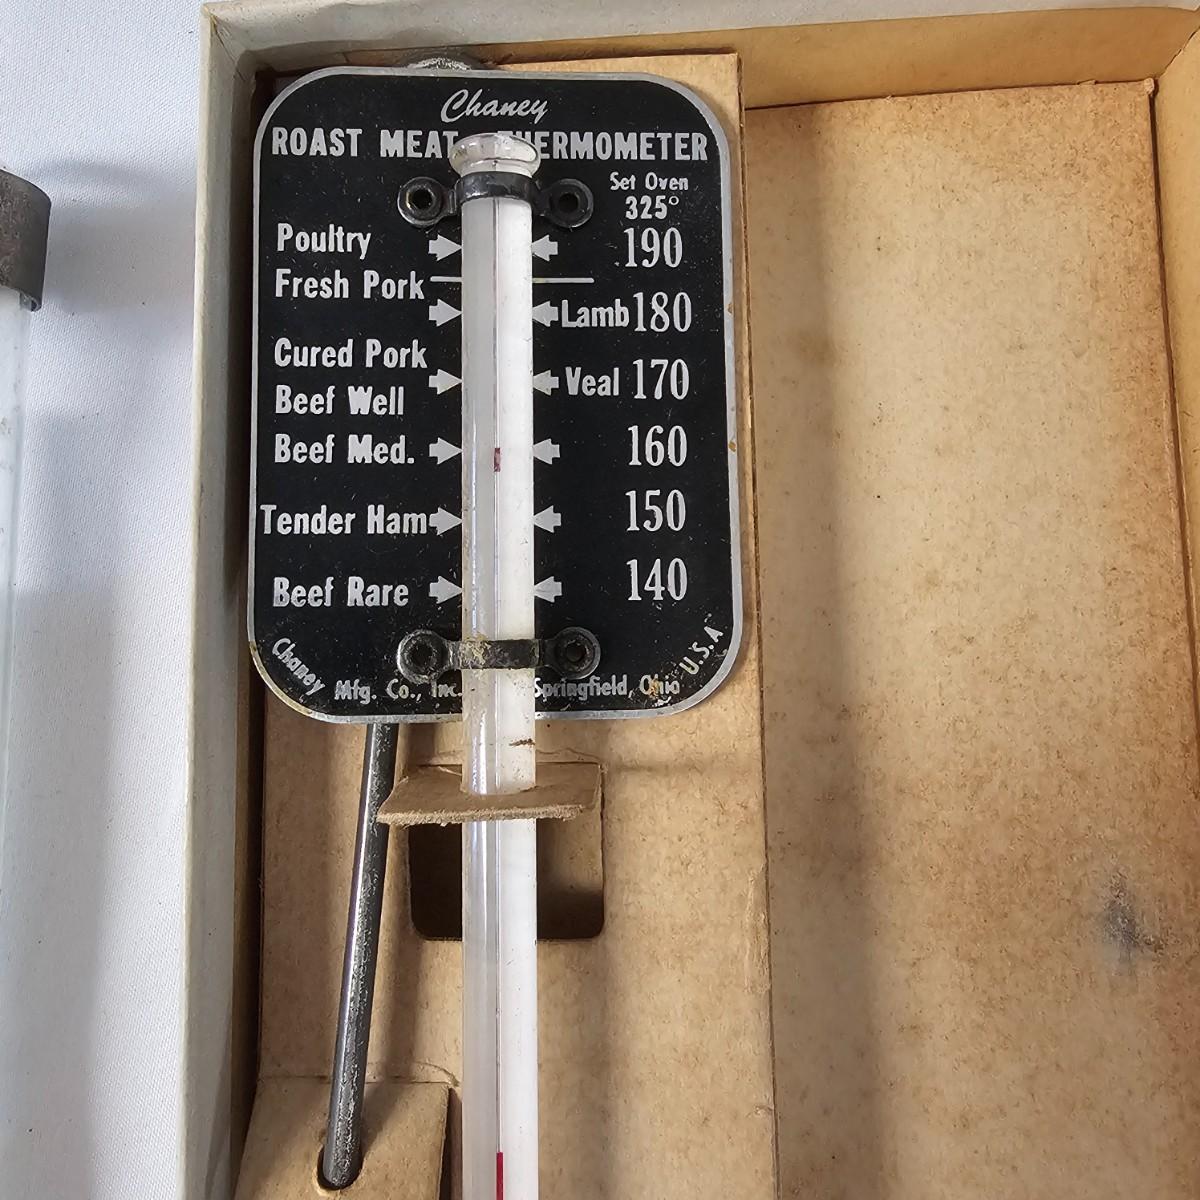 Chaney
ROAST MEAT THERMOMETER
Set Oven
325°
Poultry 190
Fresh Pork
Lamb 180
Cured Pork
Veal 170
Beef Well
Beef Med. 160
Tender Ham 150
Beef Rare 140
Chaney Mfg. Co., Inc. Springfield, Ohio U.S.A.